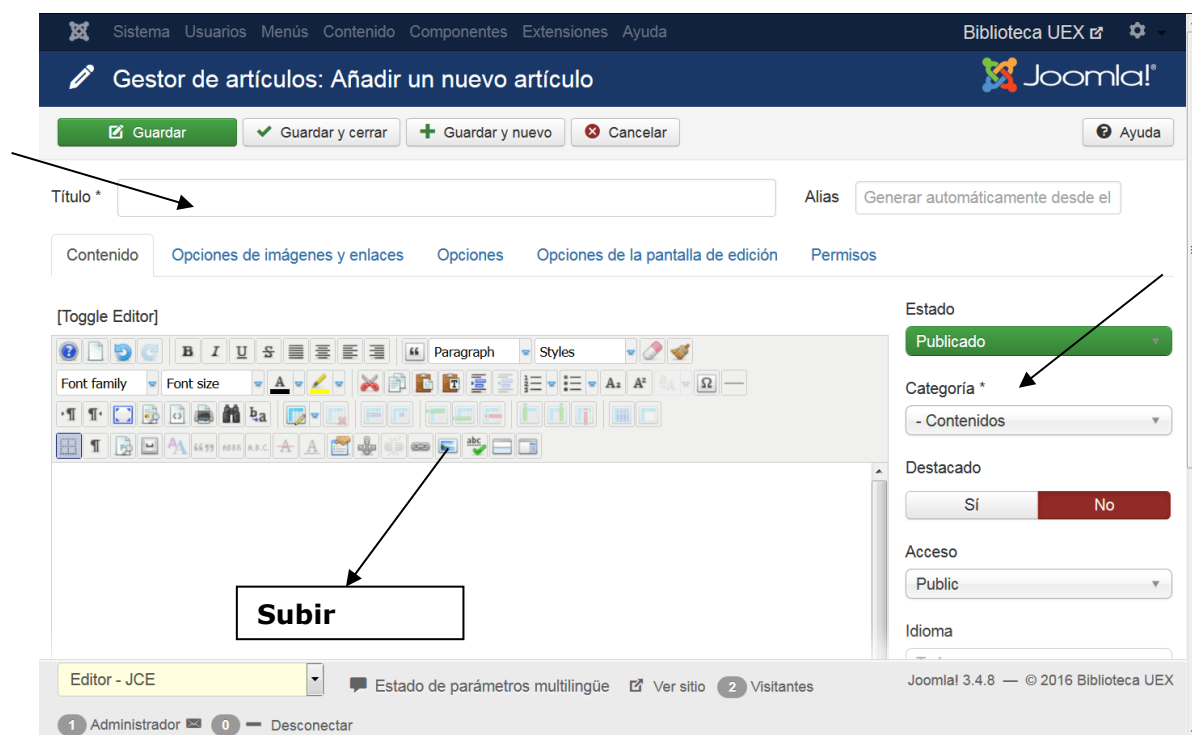 Sistema Usuarios Menús Contenido Componentes Extensiones Ayuda Biblioteca UEX
Gestor de artículos: Añadir un nuevo artículo Joomla!®
Guardar Guardar y cerrar Guardar y nuevo Cancelar Ayuda
Título * Alias Generar automáticamente desde el
Contenido Opciones de imágenes y enlaces Opciones Opciones de la pantalla de edición Permisos
[Toggle Editor]
Estado
Publicado
B I U S Paragraph Styles
Font family Font size A A₂ A² Ω
Categoría *
- Contenidos
Destacado
Sí No
Acceso
Public
Subir
Idioma
Editor - JCE Estado de parámetros multilingüe Ver sitio 2 Visitantes
Joomla! 3.4.8 — © 2016 Biblioteca UEX
1 Administrador 0 Desconectar